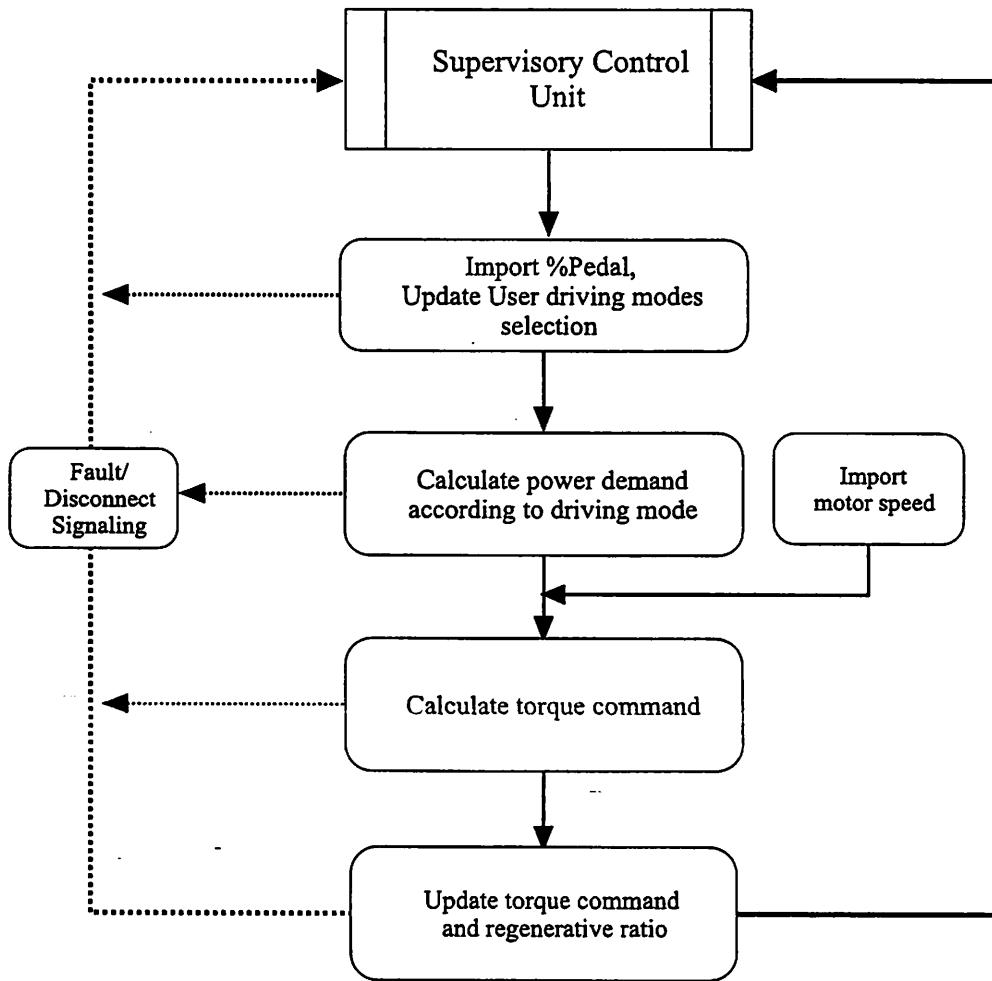 Supervisory Control
Unit
Import %Pedal,
Update User driving modes
selection
Fault/
Disconnect
Signaling
Calculate power demand
according to driving mode
Import
motor speed
Calculate torque command
Update torque command
and regenerative ratio